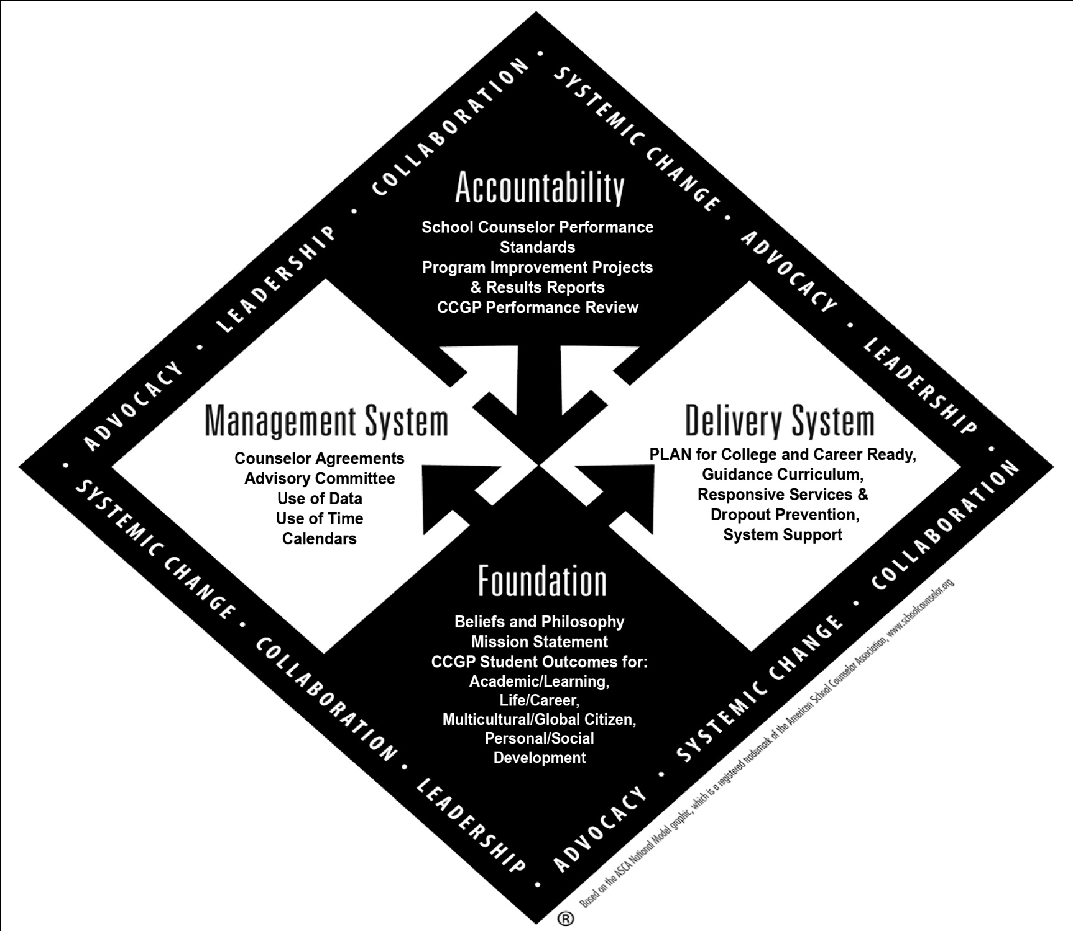 ADVOCACY • LEADERSHIP • COLLABORATION •
SYSTEMIC CHANGE • ADVOCACY • LEADERSHIP •
Accountability
School Counselor Performance
Standards
Program Improvement Projects
& Results Reports
CCGP Performance Review
Management System
Counselor Agreements
Advisory Committee
Use of Data
Use of Time
Calendars
Delivery System
PLAN for College and Career Ready,
Guidance Curriculum,
Responsive Services &
Dropout Prevention,
System Support
Foundation
Beliefs and Philosophy
Mission Statement
CCGP Student Outcomes for:
Academic/Learning,
Life/Career,
Multicultural/Global Citizen,
Personal/Social
Development
• SYSTEMIC CHANGE • COLLABORATION • LEADERSHIP •
ADVOCACY • SYSTEMIC CHANGE • COLLABORATION
®
Based on the ASCA National Model graphic, which is a registered trademark of the American School Counselor Association, www.schoolcounselor.org